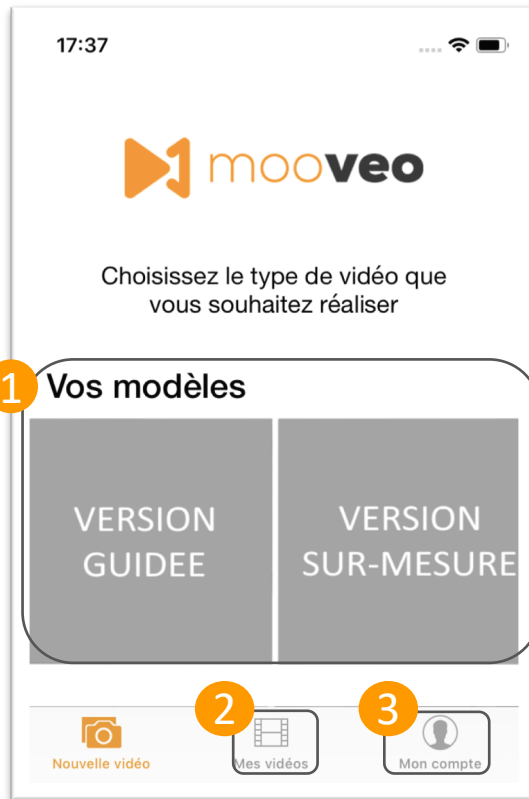 17:37
mooveo
Choisissez le type de vidéo que
vous souhaitez réaliser
1
Vos modèles
VERSION
GUIDEE
VERSION
SUR-MESURE
2
3
Nouvelle vidéo
Mes vidéos
Mon compte